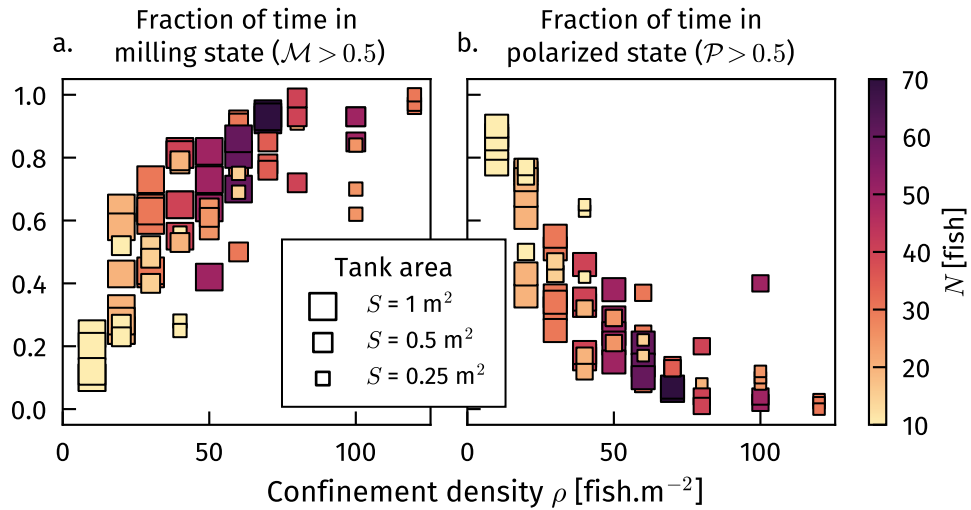 a.
Fraction of time in
milling state (ℳ > 0.5)
b.
Fraction of time in
polarized state (𝒫 > 0.5)
1.0
0.8
0.6
0.4
0.2
0.0
0
50
100
0
50
100
Tank area
S = 1 m²
S = 0.5 m²
S = 0.25 m²
70
60
50
40
30
20
10
N [fish]
Confinement density ρ [fish.m⁻²]